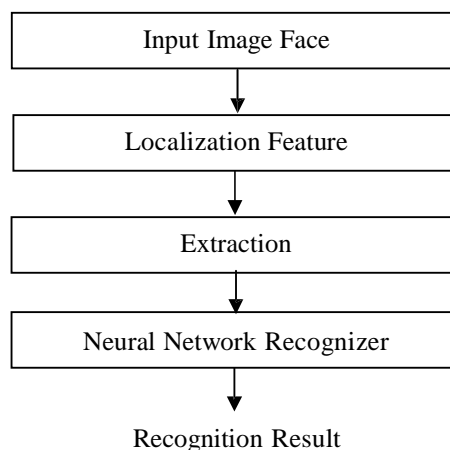 Input Image Face
Localization Feature
Extraction
Neural Network Recognizer
Recognition Result